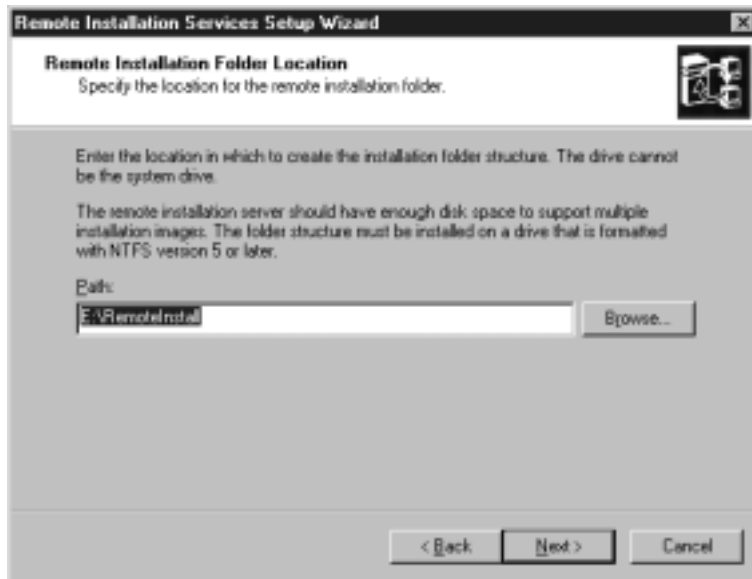 Remote Installation Services Setup Wizard
Remote Installation Folder Location
Specify the location for the remote installation folder.
Enter the location in which to create the installation folder structure. The drive cannot
be the system drive.
The remote installation server should have enough disk space to support multiple
installation images. The folder structure must be installed on a drive that is formatted
with NTFS version 5 or later.
Path:
E:\RemoteInstall
Browse...
< Back
Next >
Cancel